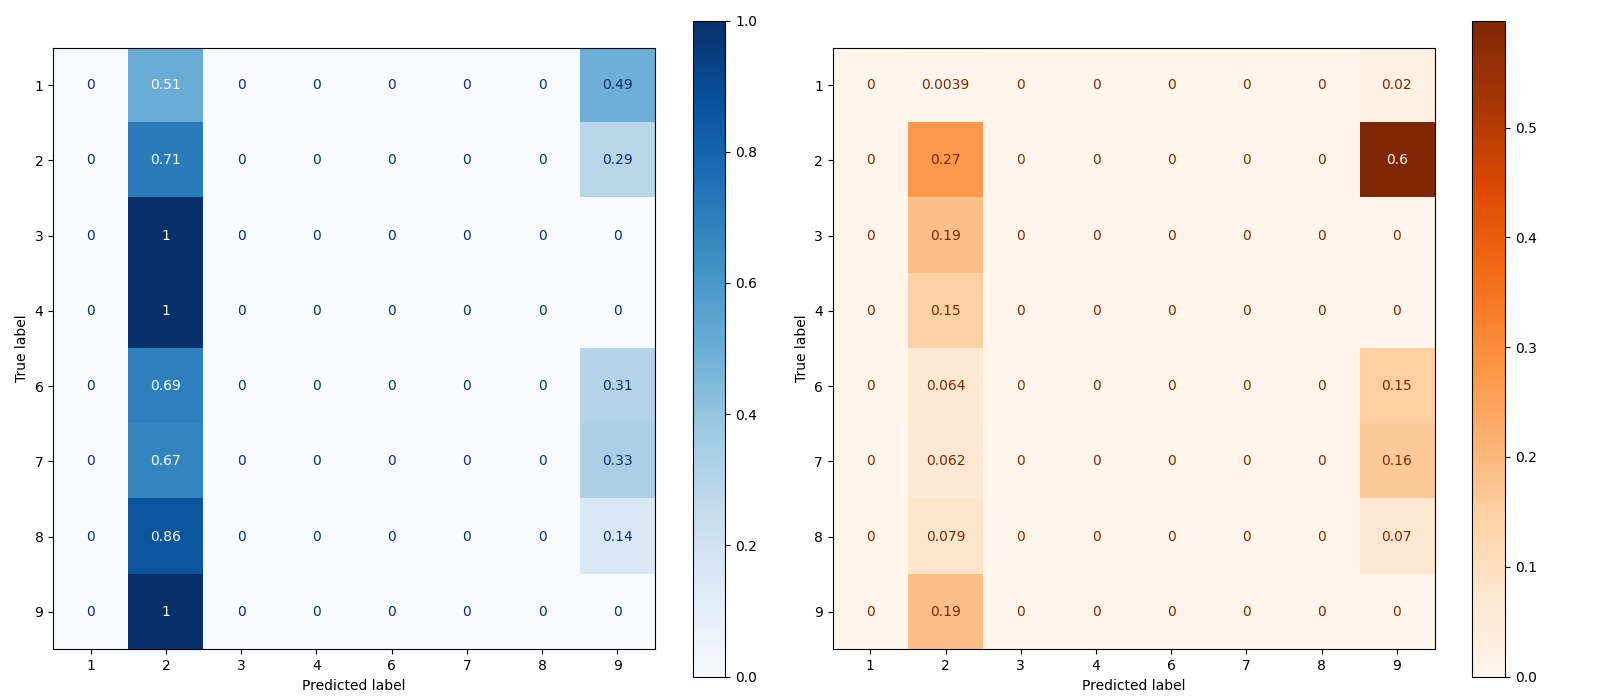 1 0 0.51 0 0 0 0 0 0.49
2 0 0.71 0 0 0 0 0 0.29
3 0 1 0 0 0 0 0 0
4 0 1 0 0 0 0 0 0
6 0 0.69 0 0 0 0 0 0.31
7 0 0.67 0 0 0 0 0 0.33
8 0 0.86 0 0 0 0 0 0.14
9 0 1 0 0 0 0 0 0
1 2 3 4 6 7 8 9
True label
Predicted label
1.0
0.8
0.6
0.4
0.2
0.0
1 0 0.0039 0 0 0 0 0 0.02
2 0 0.27 0 0 0 0 0 0.6
3 0 0.19 0 0 0 0 0 0
4 0 0.15 0 0 0 0 0 0
6 0 0.064 0 0 0 0 0 0.15
7 0 0.062 0 0 0 0 0 0.16
8 0 0.079 0 0 0 0 0 0.07
9 0 0.19 0 0 0 0 0 0
1 2 3 4 6 7 8 9
True label
Predicted label
0.5
0.4
0.3
0.2
0.1
0.0